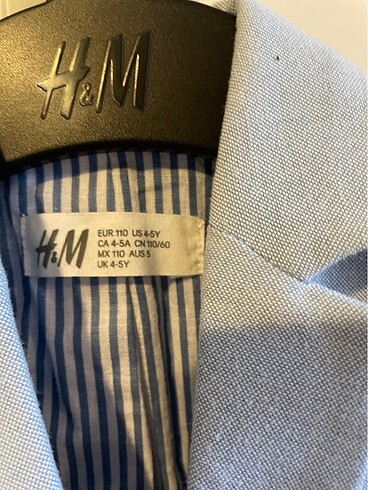 H&M
H&M
EUR 110 US 4-5Y
CA 4-5A CN 110/60
MX 110 AUS 5
UK 4-5Y